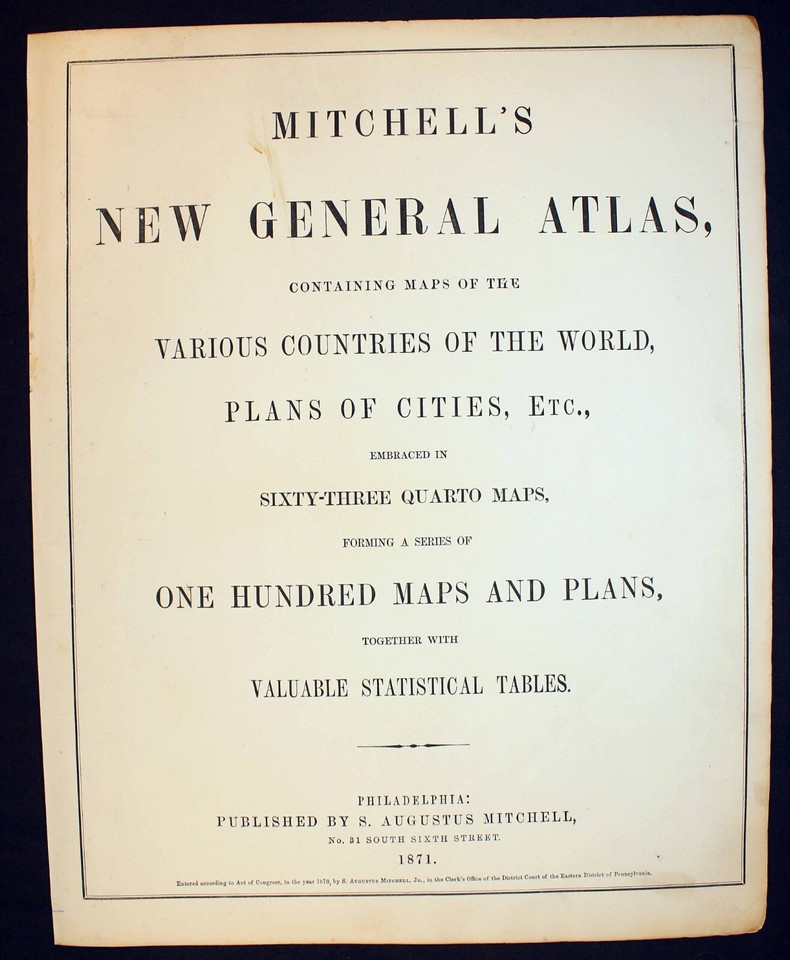 MITCHELL'S
NEW GENERAL ATLAS,
CONTAINING MAPS OF THE
VARIOUS COUNTRIES OF THE WORLD,
PLANS OF CITIES, ETC.,
EMBRACED IN
SIXTY-THREE QUARTO MAPS,
FORMING A SERIES OF
ONE HUNDRED MAPS AND PLANS,
TOGETHER WITH
VALUABLE STATISTICAL TABLES.
PHILADELPHIA:
PUBLISHED BY S. AUGUSTUS MITCHELL,
No. 31 SOUTH SIXTH STREET.
1871.
Entered according to Act of Congress, in the year 1870, by S. AUGUSTUS MITCHELL, JR., in the Clerk's Office of the District Court of the Eastern District of Pennsylvania.